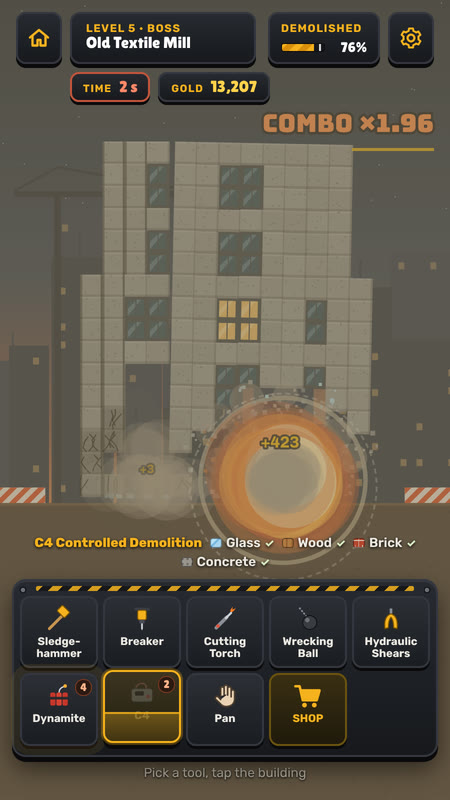 LEVEL 5 · BOSS
Old Textile Mill
DEMOLISHED
76%
TIME 2 s
GOLD 13,207
COMBO ×1.96
+423
+3
C4 Controlled Demolition Glass ✓ Wood ✓ Brick ✓
Concrete ✓
Sledge-
hammer
Breaker
Cutting
Torch
Wrecking
Ball
Hydraulic
Shears
4
Dynamite
2
C4
Pan
SHOP
Pick a tool, tap the building